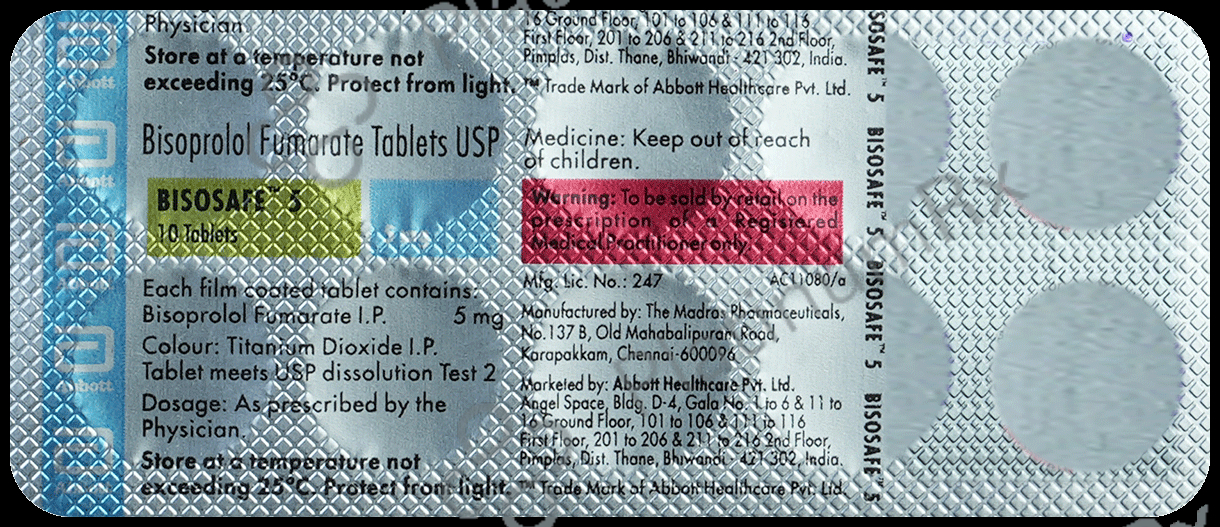 Physician
Store at a temperature not
exceeding 25°C. Protect from light.
Bisoprolol Fumarate Tablets USP
BISOSAFE™ 5
10 Tablets
Each film coated tablet contains:
Bisoprolol Fumarate I.P. 5 mg
Colour: Titanium Dioxide I.P.
Tablet meets USP dissolution Test 2
Dosage: As prescribed by the
Physician.
Store at a temperature not
exceeding 25°C. Protect from light.
16 Ground Floor, 101 to 106 & 111 to 116
First Floor, 201 to 206 & 211 to 216 2nd Floor,
Pimplas, Dist. Thane, Bhiwandi - 421 302, India.
™ Trade Mark of Abbott Healthcare Pvt. Ltd.
Medicine: Keep out of reach
of children.
Warning: To be sold by retail on the
prescription of a Registered
Medical Practitioner only
Mfg. Lic. No.: 247 AC11080/a
Manufactured by: The Madras Pharmaceuticals,
No.137 B, Old Mahabalipuram Road,
Karapakkam, Chennai-600096
Marketed by: Abbott Healthcare Pvt. Ltd.
Angel Space, Bldg. D-4, Gala No. 1 to 6 & 11 to
16 Ground Floor, 101 to 106 & 111 to 116
First Floor, 201 to 206 & 211 to 216 2nd Floor,
Pimplas, Dist. Thane, Bhiwandi - 421 302, India.
™ Trade Mark of Abbott Healthcare Pvt. Ltd.
BISOSAFE™ 5 BISOSAFE™ 5 BISOSAFE™ 5 BISOSAFE™ 5
Abbott
Abbott
Abbott
Abbott